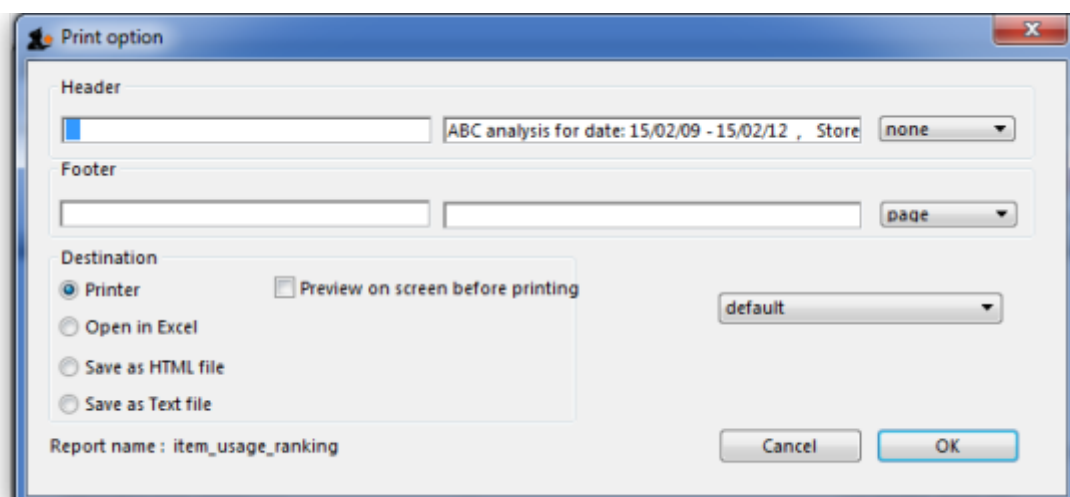 Print option
Header
ABC analysis for date: 15/02/09 - 15/02/12 , Store none
Footer
page
Destination
Printer Preview on screen before printing
default
Open in Excel
Save as HTML file
Save as Text file
Report name : item_usage_ranking Cancel OK